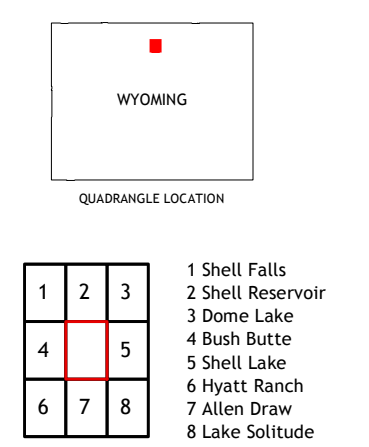 WYOMING
QUADRANGLE LOCATION
1 2 3
4 5
6 7 8
1 Shell Falls
2 Shell Reservoir
3 Dome Lake
4 Bush Butte
5 Shell Lake
6 Hyatt Ranch
7 Allen Draw
8 Lake Solitude